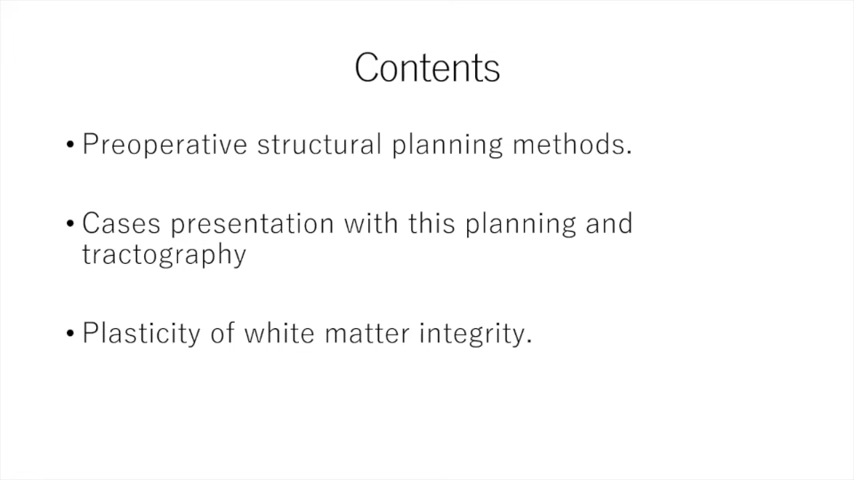 Contents
• Preoperative structural planning methods.
• Cases presentation with this planning and
tractography
• Plasticity of white matter integrity.